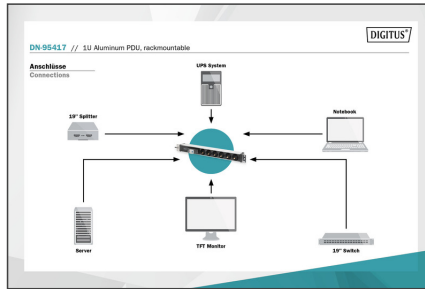 DIGITUS®
DN-95417 // 1U Aluminum PDU, rackmountable
Anschlüsse
Connections
UPS System
19" Splitter
Notebook
Server
TFT Monitor
19" Switch